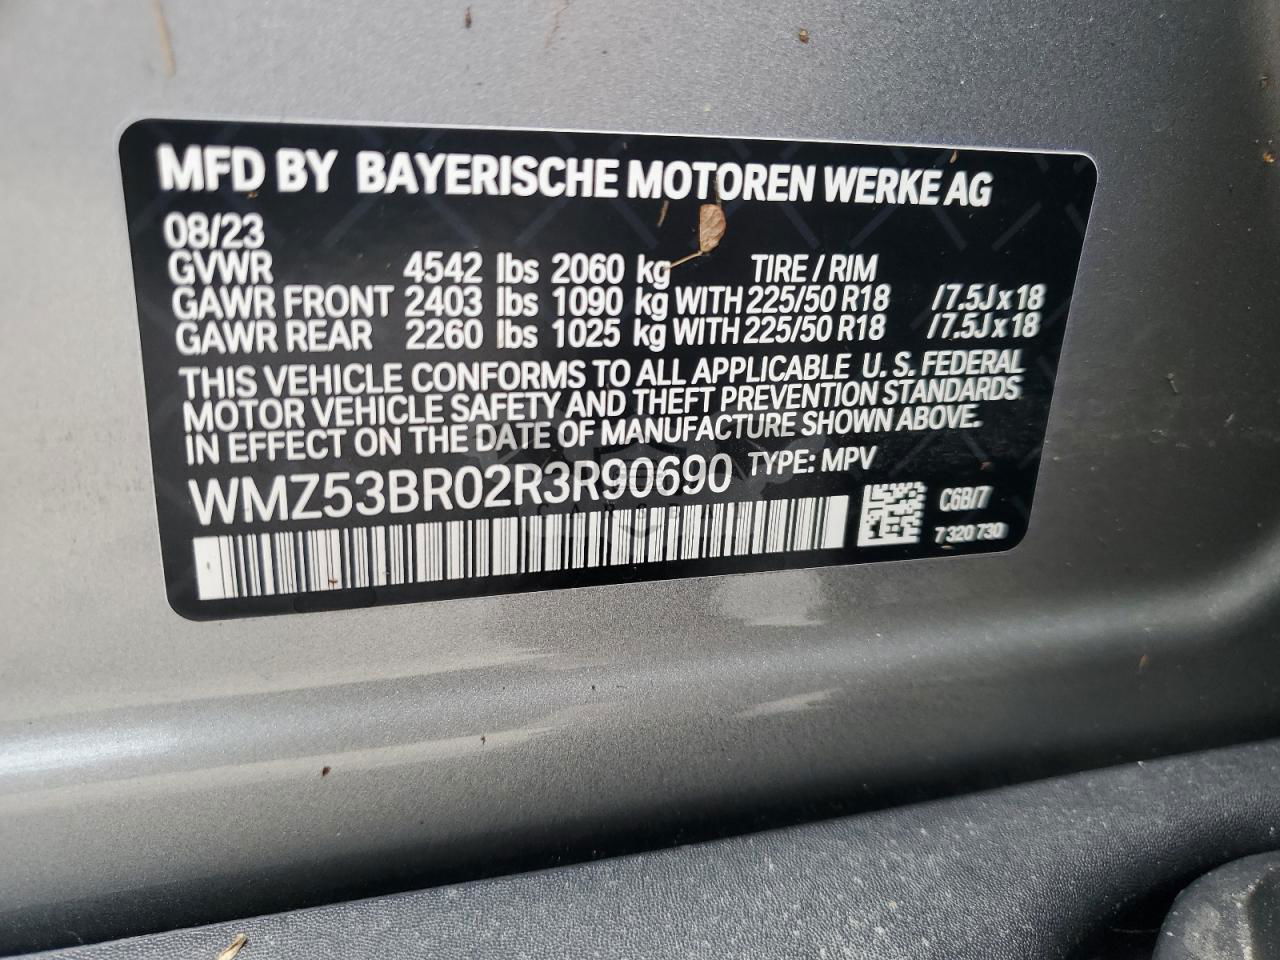 MFD BY BAYERISCHE MOTOREN WERKE AG
08/23
GVWR 4542 lbs 2060 kg TIRE / RIM
GAWR FRONT 2403 lbs 1090 kg WITH 225/50 R18 /7.5J x 18
GAWR REAR 2260 lbs 1025 kg WITH 225/50 R18 /7.5J x 18
THIS VEHICLE CONFORMS TO ALL APPLICABLE U. S. FEDERAL
MOTOR VEHICLE SAFETY AND THEFT PREVENTION STANDARDS
IN EFFECT ON THE DATE OF MANUFACTURE SHOWN ABOVE.
WMZ53BR02R3R90690 TYPE: MPV
C6B/7
7 320 730